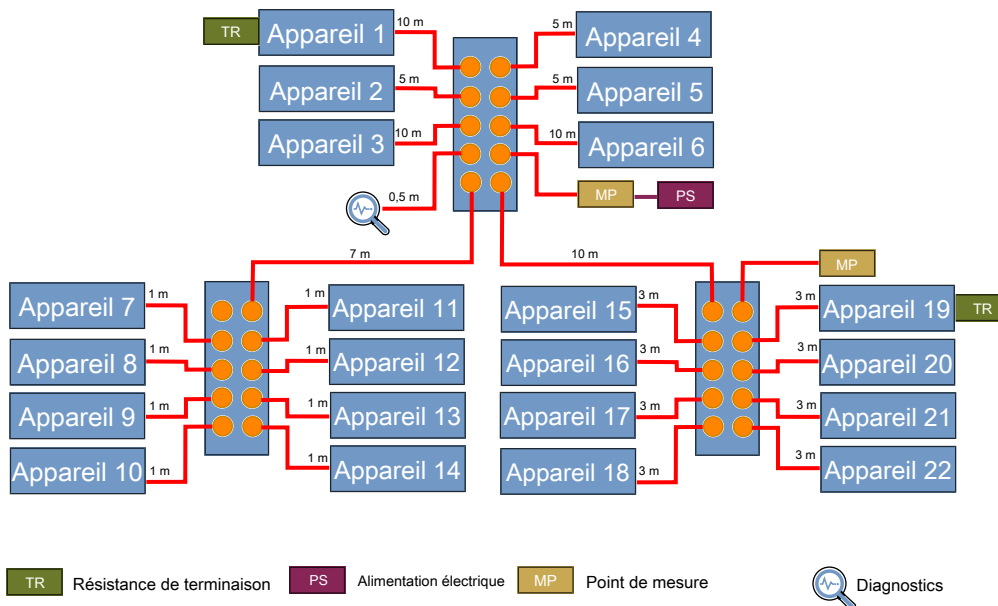 TR Appareil 1 10 m 5 m Appareil 4
Appareil 2 5 m 5 m Appareil 5
Appareil 3 10 m 10 m Appareil 6
0,5 m MP PS
7 m 10 m
MP
Appareil 7 1 m 1 m Appareil 11
Appareil 8 1 m 1 m Appareil 12
Appareil 9 1 m 1 m Appareil 13
Appareil 10 1 m 1 m Appareil 14
Appareil 15 3 m 3 m Appareil 19 TR
Appareil 16 3 m 3 m Appareil 20
Appareil 17 3 m 3 m Appareil 21
Appareil 18 3 m 3 m Appareil 22
TR Résistance de terminaison PS Alimentation électrique MP Point de mesure Diagnostics